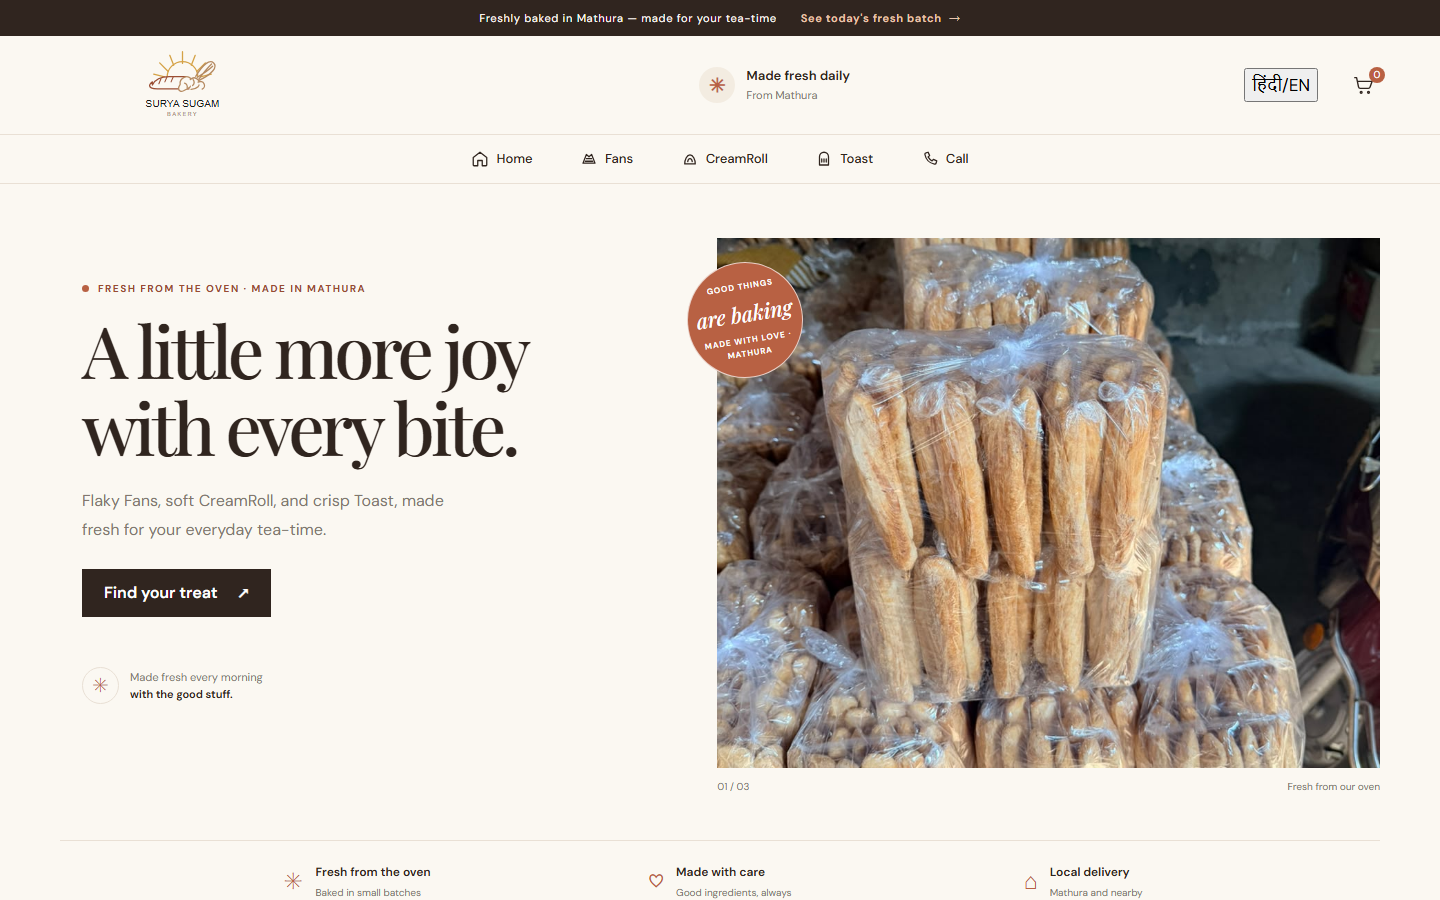 Freshly baked in Mathura — made for your tea-time See today's fresh batch →
SURYA SUGAM
BAKERY
Made fresh daily
From Mathura
हिंदी/EN
0
Home Fans CreamRoll Toast Call
FRESH FROM THE OVEN · MADE IN MATHURA
A little more joy
with every bite.
Flaky Fans, soft CreamRoll, and crisp Toast, made
fresh for your everyday tea-time.
Find your treat ↗
Made fresh every morning
with the good stuff.
GOOD THINGS
are baking
MADE WITH LOVE ·
MATHURA
01 / 03
Fresh from our oven
Fresh from the oven
Baked in small batches
Made with care
Good ingredients, always
Local delivery
Mathura and nearby